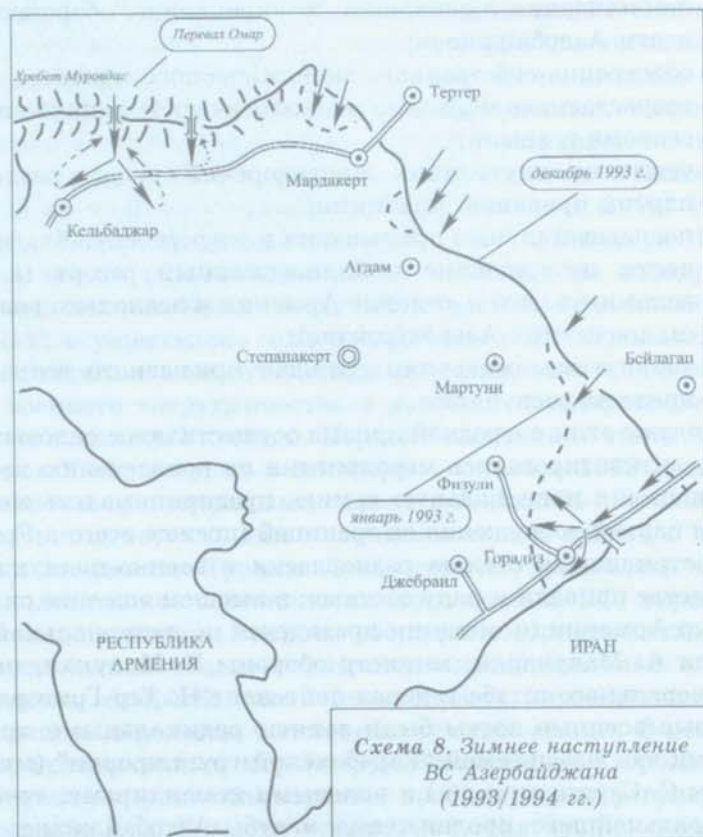 Перевал Омар
Хребет Муровдаг
Тертер
Мардакерт
декабрь 1993 г.
Кельбаджар
Агдам
Степанакерт
Мартуни
Бейлаган
Физули
январь 1993 г.
Горадиз
Джебраил
РЕСПУБЛИКА
АРМЕНИЯ
ИРАН
Схема 8. Зимнее наступление
ВС Азербайджана
(1993/1994 гг.)